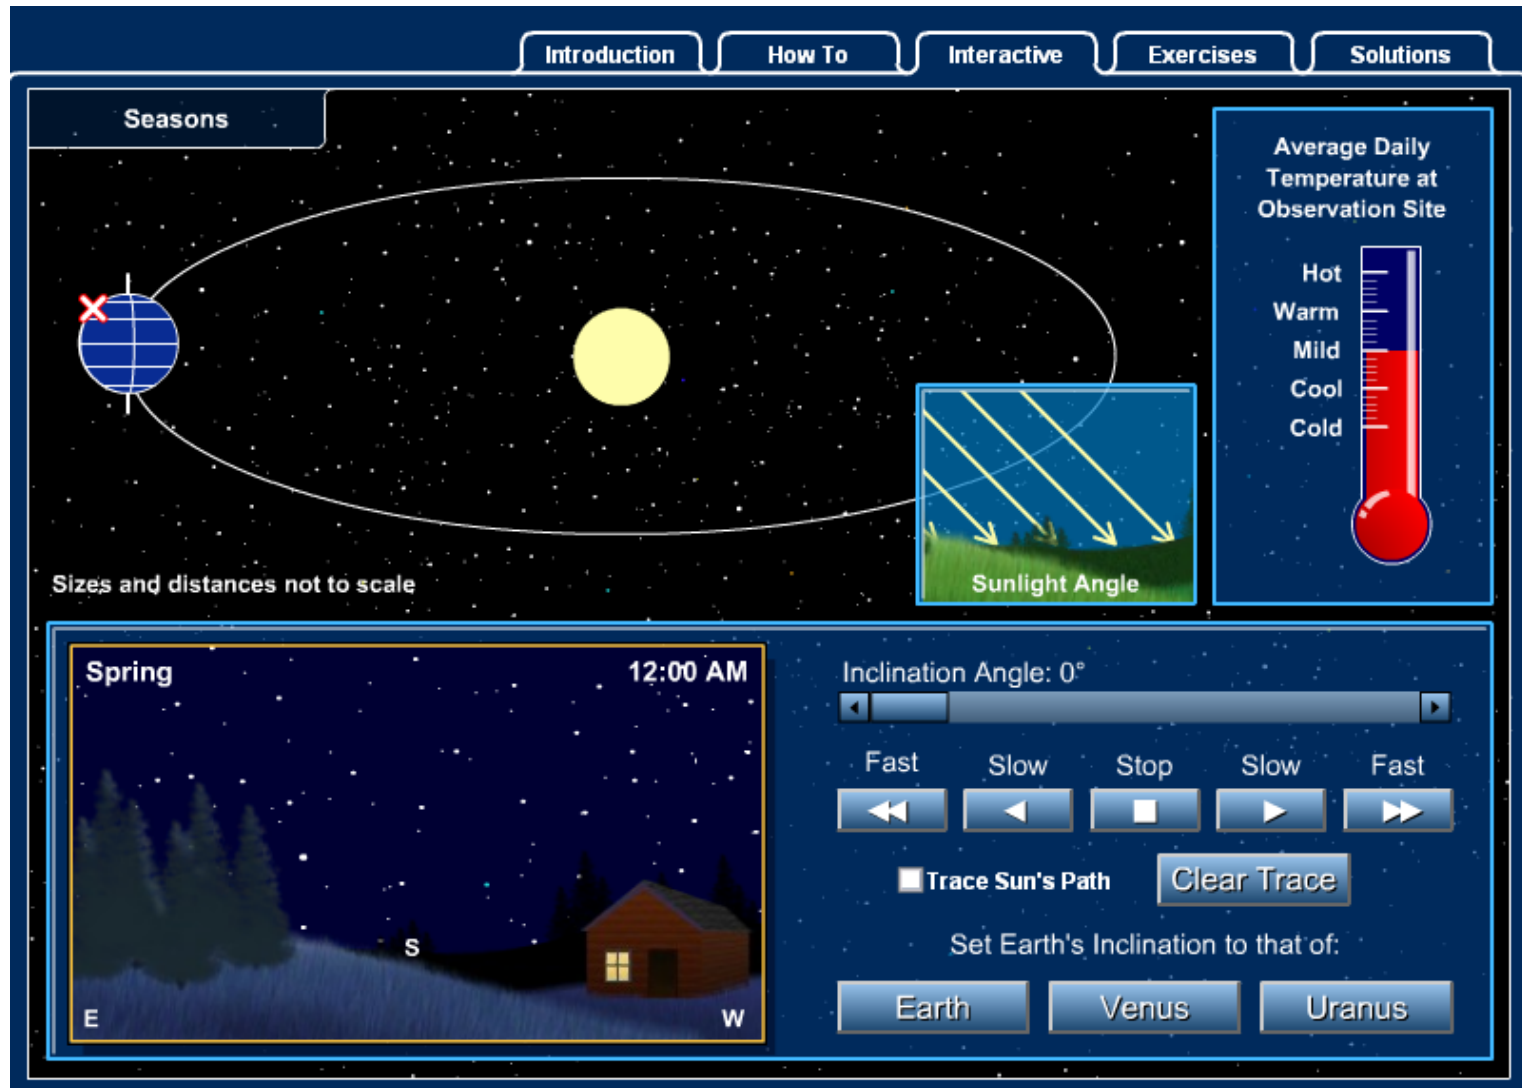 Introduction
How To
Interactive
Exercises
Solutions
Seasons
Average Daily
Temperature at
Observation Site
Hot
Warm
Mild
Cool
Cold
Sizes and distances not to scale
Sunlight Angle
Spring
12:00 AM
S
E
W
Inclination Angle: 0°
Fast
Slow
Stop
Slow
Fast
Trace Sun's Path
Clear Trace
Set Earth's Inclination to that of:
Earth
Venus
Uranus